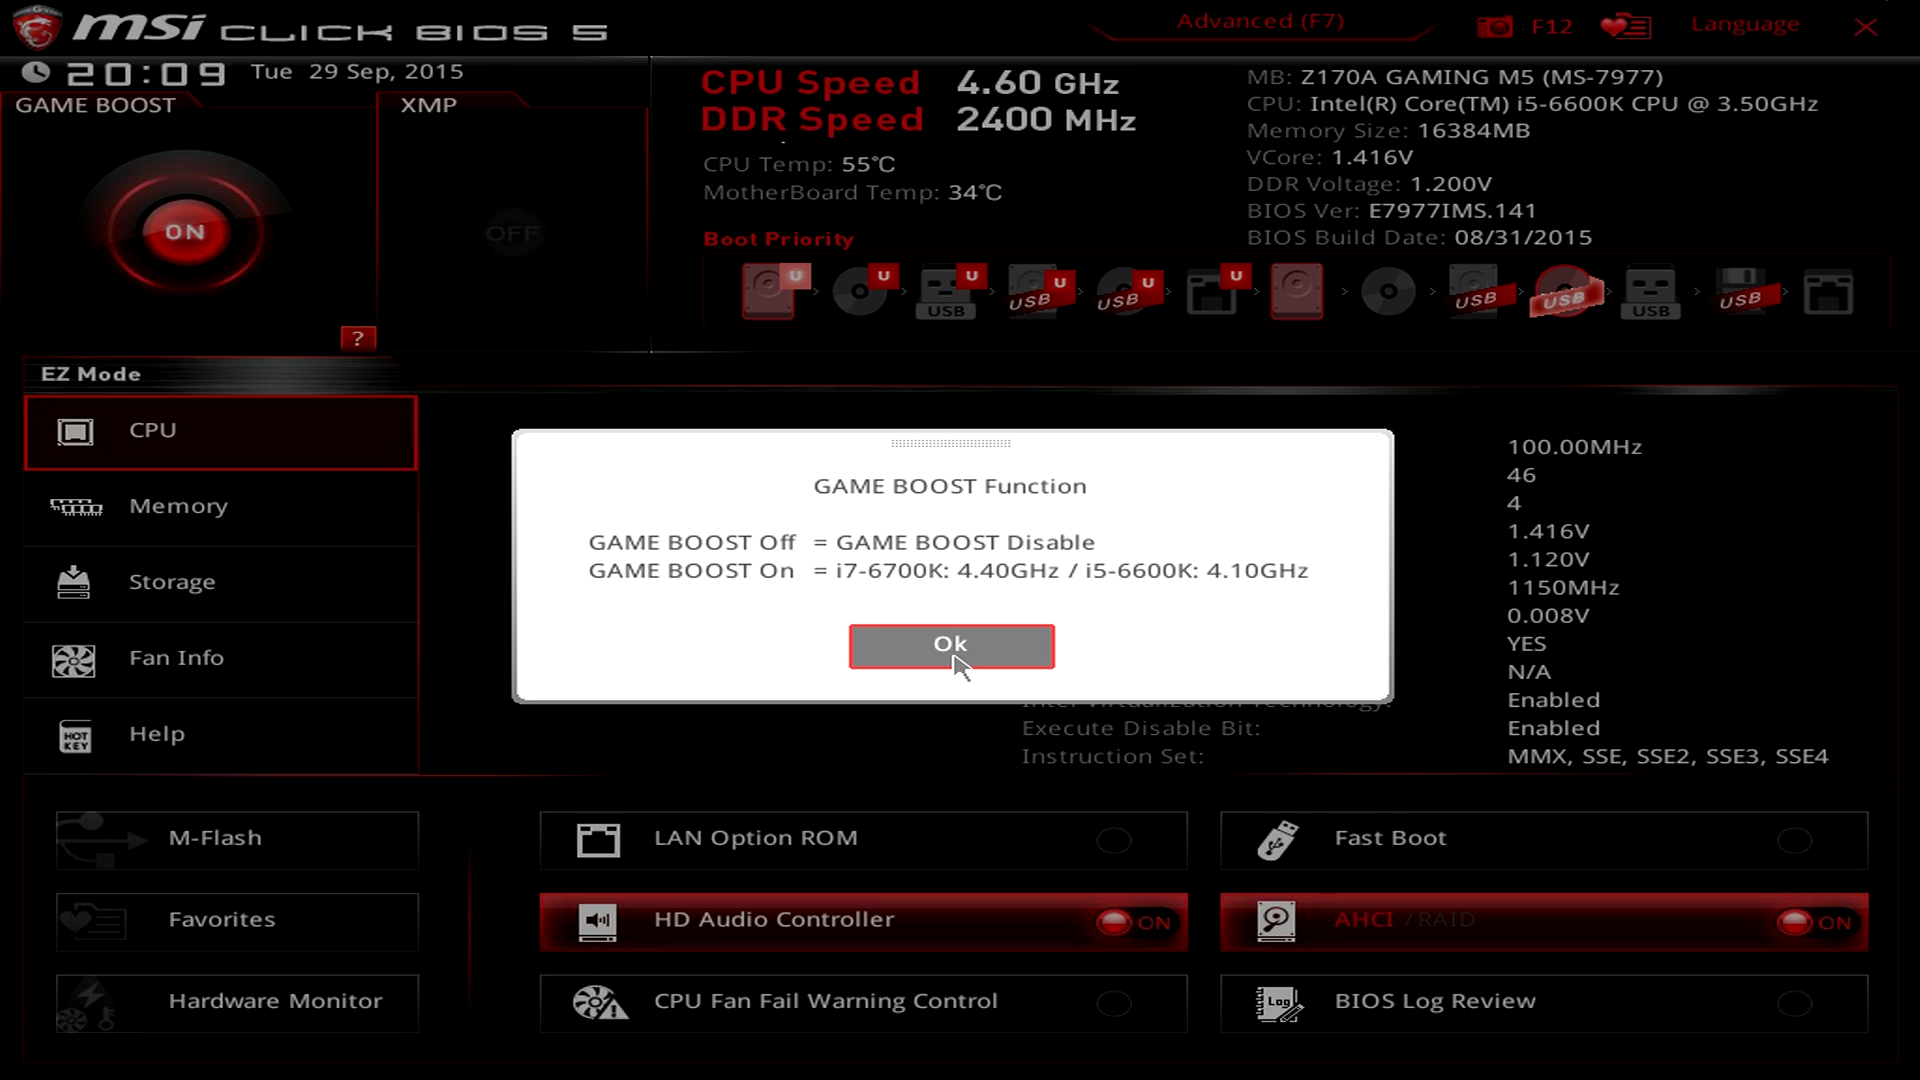 msi CLICK BIOS 5
Advanced (F7)
F12
Language
20:09 Tue 29 Sep, 2015
GAME BOOST
XMP
ON
OFF
?
CPU Speed 4.60 GHz
DDR Speed 2400 MHz
CPU Temp: 55℃
MotherBoard Temp: 34℃
MB: Z170A GAMING M5 (MS-7977)
CPU: Intel(R) Core(TM) i5-6600K CPU @ 3.50GHz
Memory Size: 16384MB
VCore: 1.416V
DDR Voltage: 1.200V
BIOS Ver: E7977IMS.141
BIOS Build Date: 08/31/2015
Boot Priority
U U U U U U
USB USB USB USB USB USB USB
EZ Mode
CPU
Memory
Storage
Fan Info
HOT KEY Help
GAME BOOST Function
GAME BOOST Off = GAME BOOST Disable
GAME BOOST On = i7-6700K: 4.40GHz / i5-6600K: 4.10GHz
Ok
100.00MHz
46
4
1.416V
1.120V
1150MHz
0.008V
YES
N/A
Enabled
Execute Disable Bit: Enabled
Instruction Set: MMX, SSE, SSE2, SSE3, SSE4
M-Flash
LAN Option ROM
Fast Boot
Favorites
HD Audio Controller ON
AHCI /RAID ON
Hardware Monitor
CPU Fan Fail Warning Control
Log BIOS Log Review